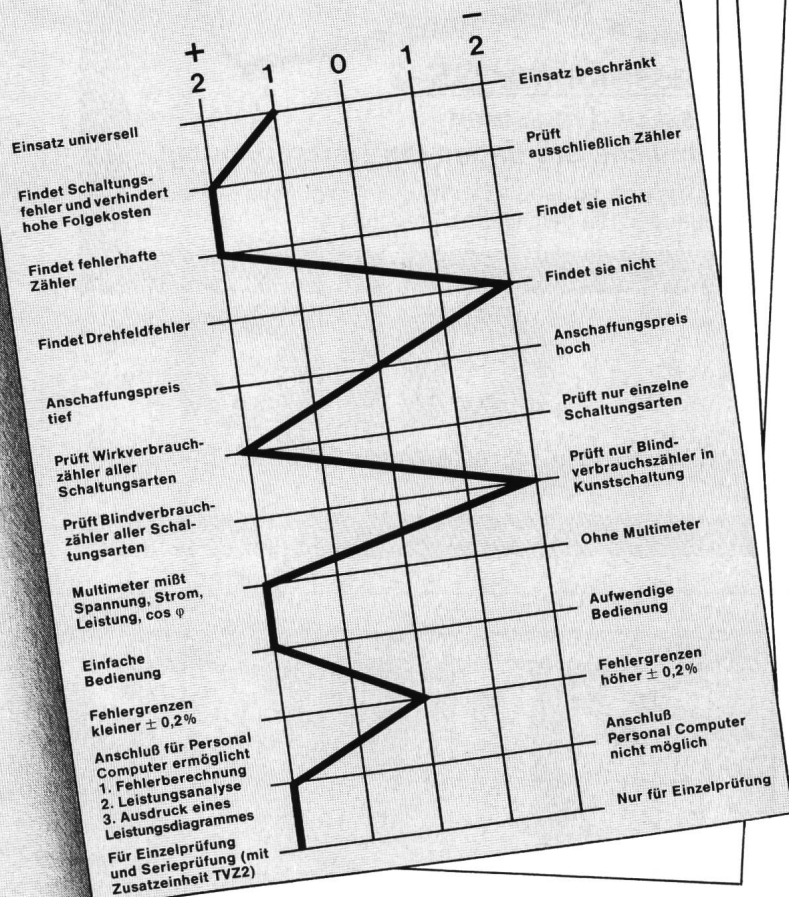 + −
2 1 0 1 2
Einsatz universell
Einsatz beschränkt
Findet Schaltungs-
fehler und verhindert
hohe Folgekosten
Prüft
ausschließlich Zähler
Findet fehlerhafte
Zähler
Findet sie nicht
Findet Drehfeldfehler
Findet sie nicht
Anschaffungspreis
tief
Anschaffungspreis
hoch
Prüft Wirkverbrauch-
zähler aller
Schaltungsarten
Prüft nur einzelne
Schaltungsarten
Prüft Blindverbrauch-
zähler aller Schal-
tungsarten
Prüft nur Blind-
verbrauchszähler in
Kunstschaltung
Multimeter mißt
Spannung, Strom,
Leistung, cos φ
Ohne Multimeter
Einfache
Bedienung
Aufwendige
Bedienung
Fehlergrenzen
kleiner ± 0,2%
Fehlergrenzen
höher ± 0,2%
Anschluß für Personal
Computer ermöglicht
1. Fehlerberechnung
2. Leistungsanalyse
3. Ausdruck eines
Leistungsdiagrammes
Anschluß
Personal Computer
nicht möglich
Für Einzelprüfung
und Serieprüfung (mit
Zusatzeinheit TVZ2)
Nur für Einzelprüfung